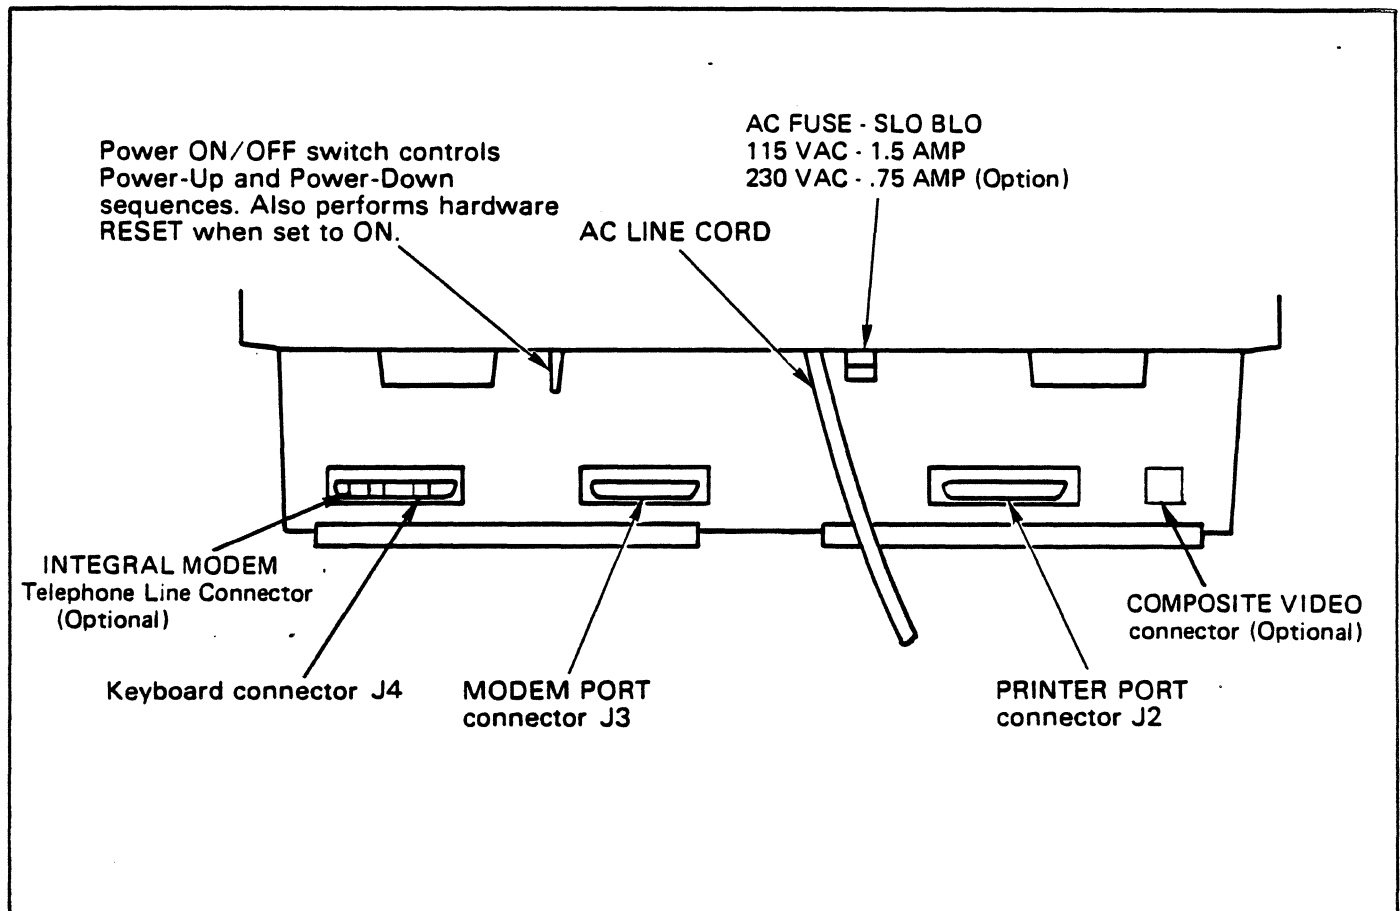 Power ON/OFF switch controls
Power-Up and Power-Down
sequences. Also performs hardware
RESET when set to ON.
AC LINE CORD
AC FUSE - SLO BLO
115 VAC - 1.5 AMP
230 VAC - .75 AMP (Option)
INTEGRAL MODEM
Telephone Line Connector
(Optional)
Keyboard connector J4
MODEM PORT
connector J3
PRINTER PORT
connector J2
COMPOSITE VIDEO
connector (Optional)